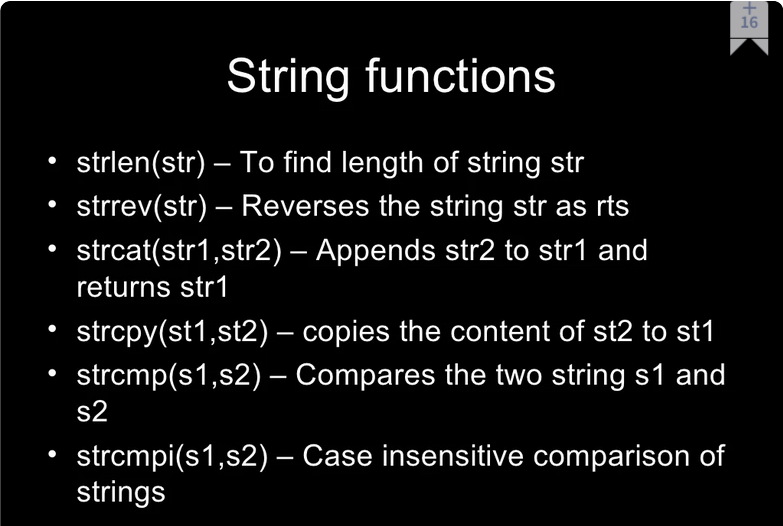 +
16
String functions
• strlen(str) – To find length of string str
• strrev(str) – Reverses the string str as rts
• strcat(str1,str2) – Appends str2 to str1 and
returns str1
• strcpy(st1,st2) – copies the content of st2 to st1
• strcmp(s1,s2) – Compares the two string s1 and
s2
• strcmpi(s1,s2) – Case insensitive comparison of
strings